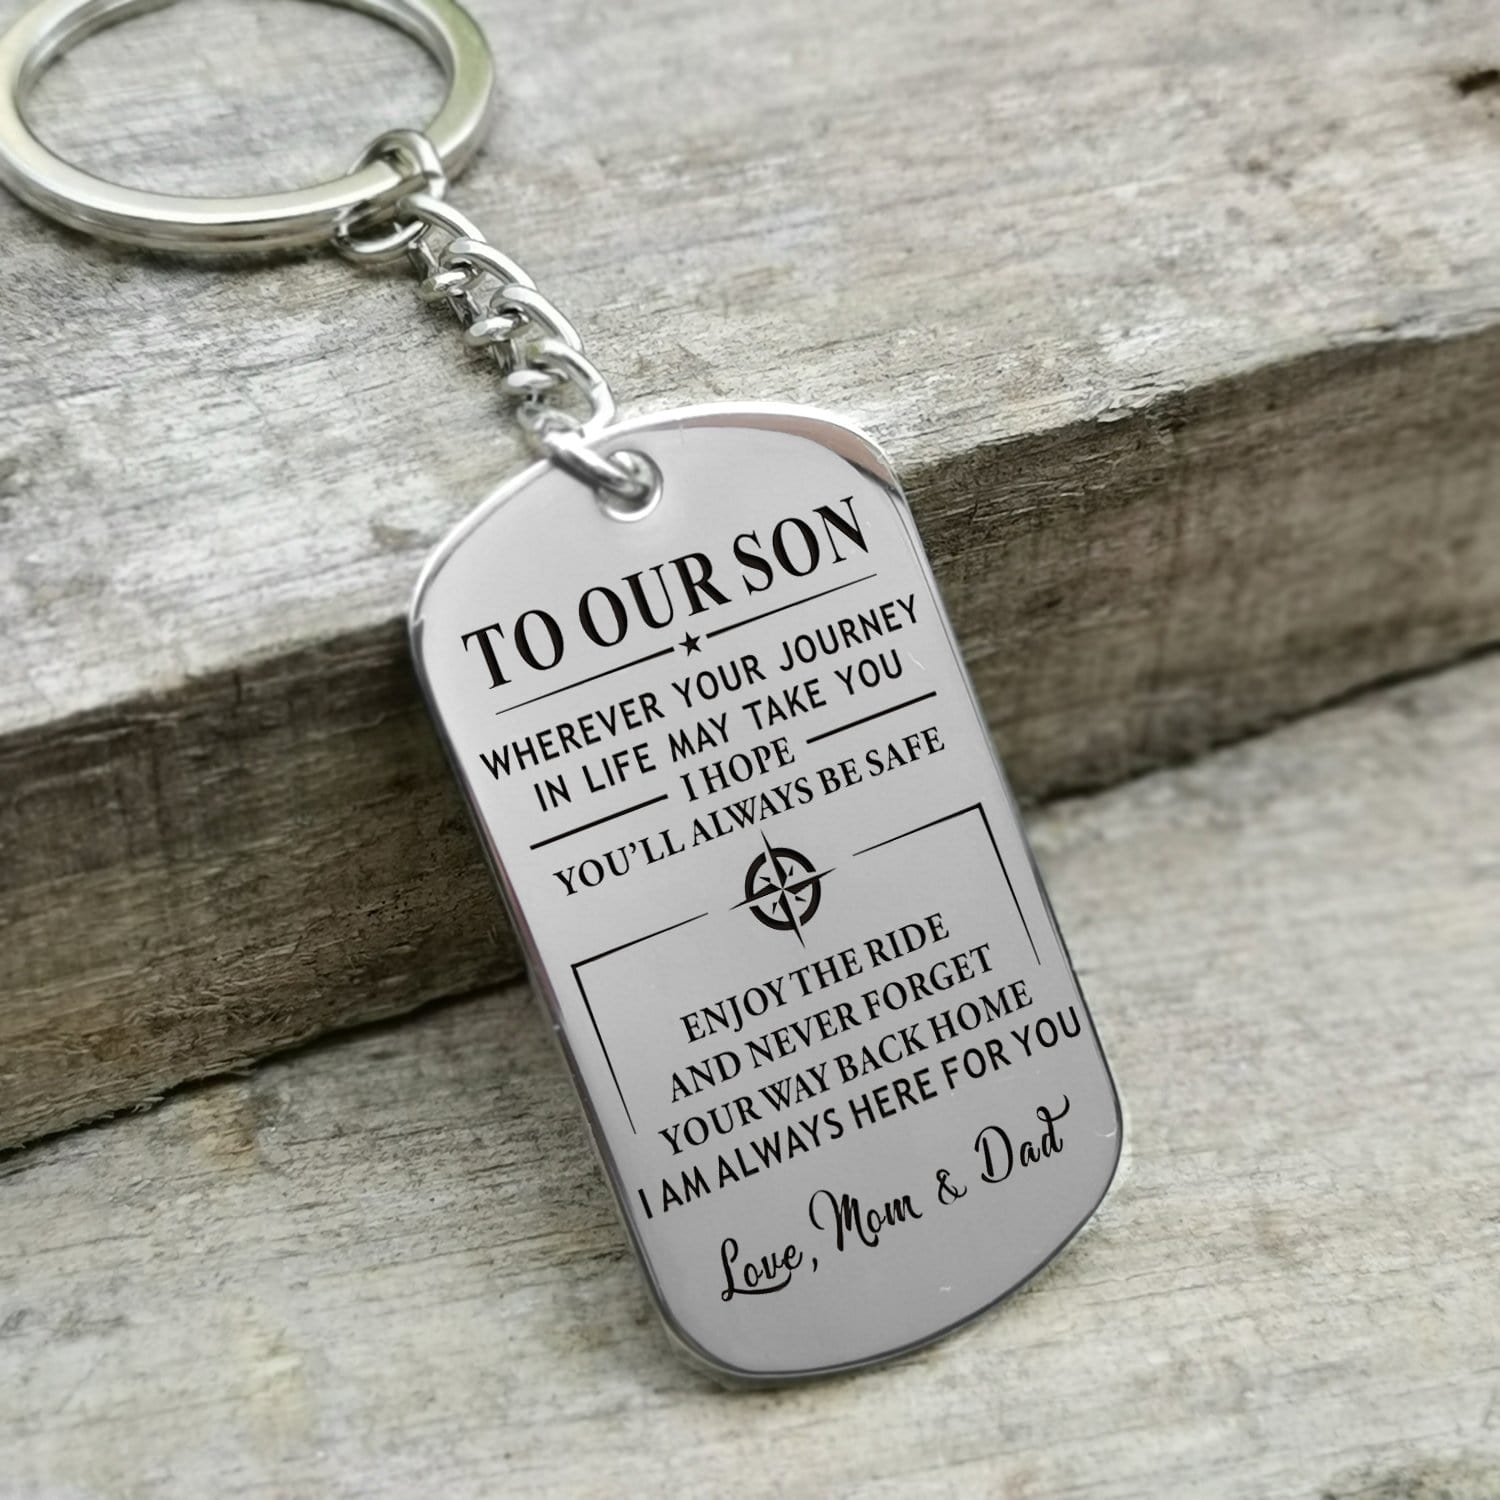 TO OUR SON
WHEREVER YOUR JOURNEY
IN LIFE MAY TAKE YOU
I HOPE
YOU'LL ALWAYS BE SAFE
ENJOY THE RIDE
AND NEVER FORGET
YOUR WAY BACK HOME
I AM ALWAYS HERE FOR YOU
Love, Mom & Dad